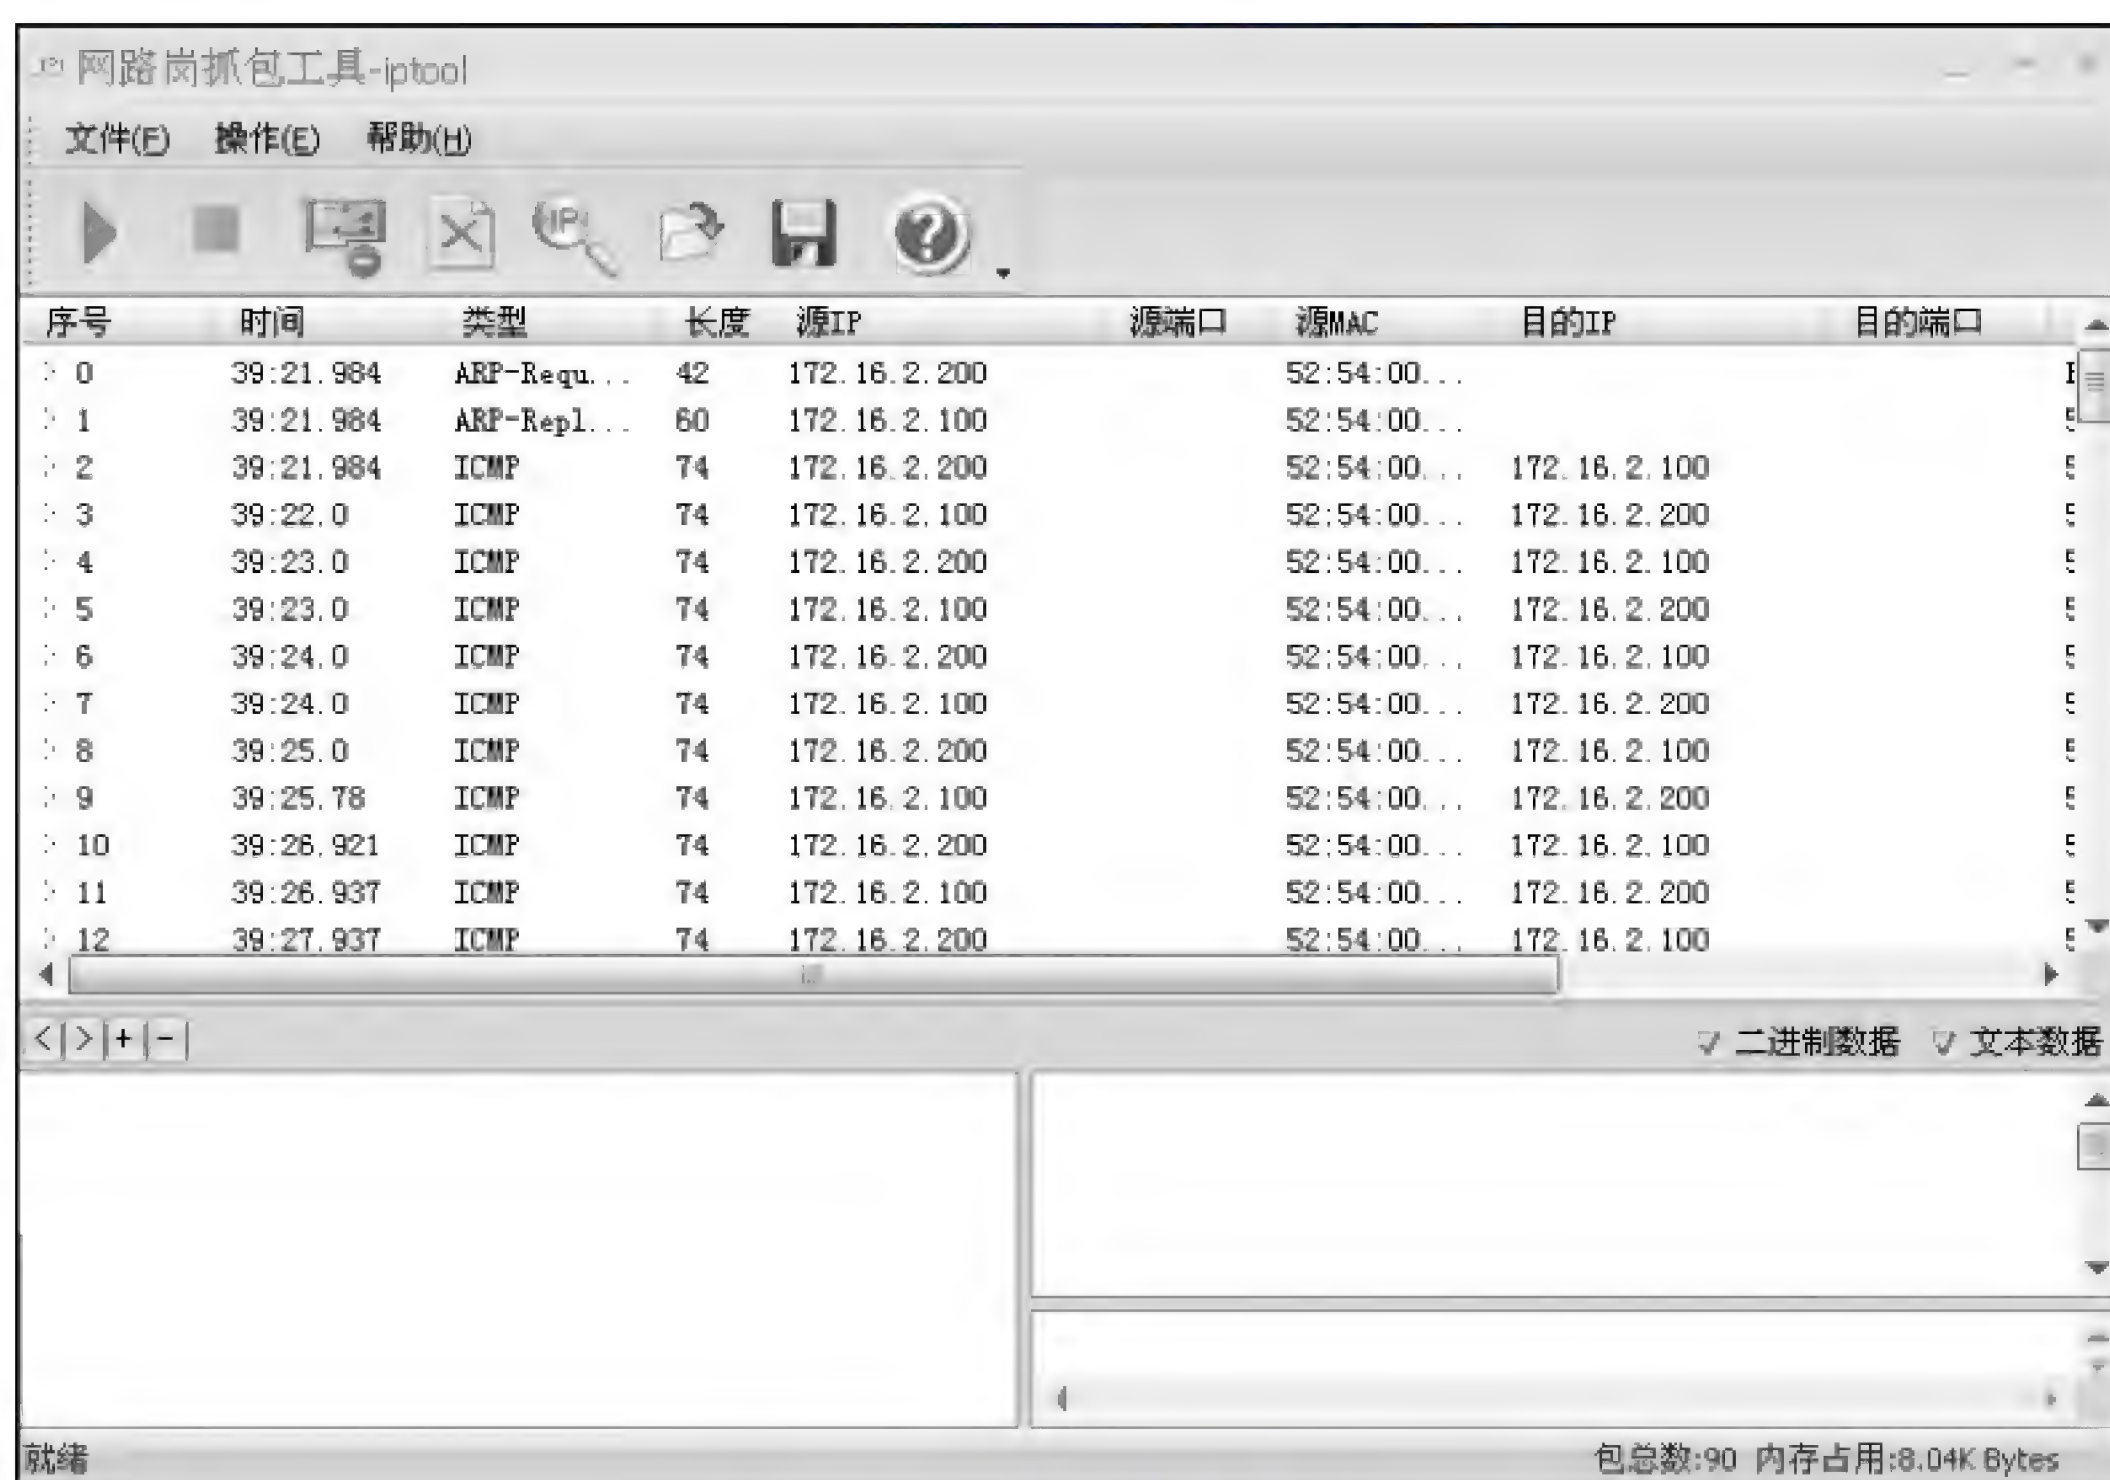 网路岗抓包工具-iptool
文件(F) 操作(E) 帮助(H)
序号 时间 类型 长度 源IP 源端口 源MAC 目的IP 目的端口
0 39:21.984 ARP-Requ... 42 172.16.2.200 52:54:00...
1 39:21.984 ARP-Repl... 60 172.16.2.100 52:54:00...
2 39:21.984 ICMP 74 172.16.2.200 52:54:00... 172.16.2.100
3 39:22.0 ICMP 74 172.16.2.100 52:54:00... 172.16.2.200
4 39:23.0 ICMP 74 172.16.2.200 52:54:00... 172.16.2.100
5 39:23.0 ICMP 74 172.16.2.100 52:54:00... 172.16.2.200
6 39:24.0 ICMP 74 172.16.2.200 52:54:00... 172.16.2.100
7 39:24.0 ICMP 74 172.16.2.100 52:54:00... 172.16.2.200
8 39:25.0 ICMP 74 172.16.2.200 52:54:00... 172.16.2.100
9 39:25.78 ICMP 74 172.16.2.100 52:54:00... 172.16.2.200
10 39:26.921 ICMP 74 172.16.2.200 52:54:00... 172.16.2.100
11 39:26.937 ICMP 74 172.16.2.100 52:54:00... 172.16.2.200
12 39:27.937 ICMP 74 172.16.2.200 52:54:00... 172.16.2.100
< > + - 二进制数据 文本数据
就绪 包总数:90 内存占用:8.04K Bytes